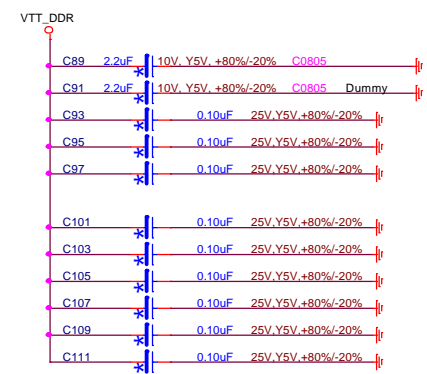 VTT_DDR
C89 2.2uF 10V, Y5V, +80%/-20% C0805
C91 2.2uF 10V, Y5V, +80%/-20% C0805 Dummy
C93 0.10uF 25V,Y5V,+80%/-20%
C95 0.10uF 25V,Y5V,+80%/-20%
C97 0.10uF 25V,Y5V,+80%/-20%
C101 0.10uF 25V,Y5V,+80%/-20%
C103 0.10uF 25V,Y5V,+80%/-20%
C105 0.10uF 25V,Y5V,+80%/-20%
C107 0.10uF 25V,Y5V,+80%/-20%
C109 0.10uF 25V,Y5V,+80%/-20%
C111 0.10uF 25V,Y5V,+80%/-20%